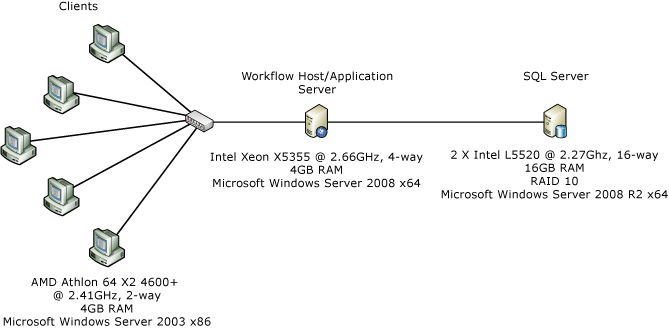 Clients
Workflow Host/Application
Server
SQL Server
Intel Xeon X5355 @ 2.66GHz, 4-way
4GB RAM
Microsoft Windows Server 2008 x64
2 X Intel L5520 @ 2.27Ghz, 16-way
16GB RAM
RAID 10
Microsoft Windows Server 2008 R2 x64
AMD Athlon 64 X2 4600+
@ 2.41GHz, 2-way
4GB RAM
Microsoft Windows Server 2003 x86